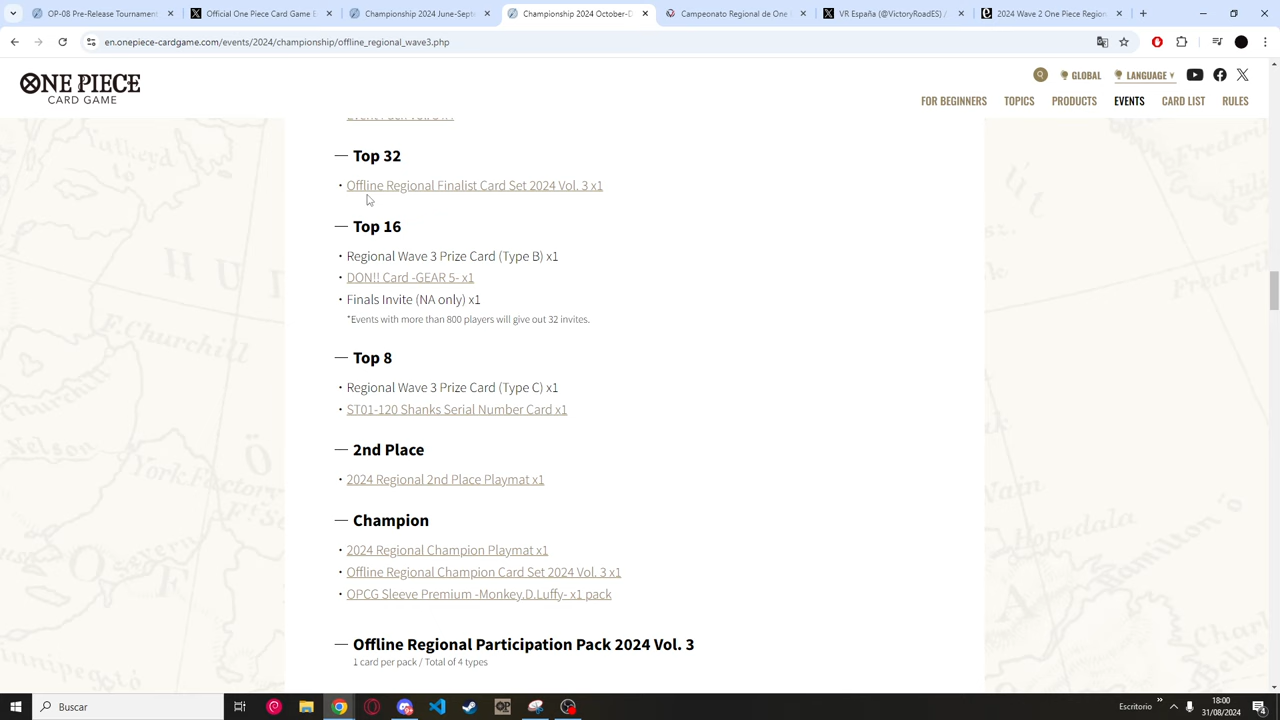 OP-08 Pre-Release Tournament
Official One Piece Card Game E
Championship 2024 June-Septe
Championship 2024 October-D
Campeonato Regional de One
VR España (@VictoryRoadES) /
2024 Wave 2 One Piece Region
en.onepiece-cardgame.com/events/2024/championship/offline_regional_wave3.php
ONE PIECE
CARD GAME
GLOBAL
LANGUAGE
FOR BEGINNERS
TOPICS
PRODUCTS
EVENTS
CARD LIST
RULES
Top 32
・Offline Regional Finalist Card Set 2024 Vol. 3 x1
Top 16
・Regional Wave 3 Prize Card (Type B) x1
・DON!! Card -GEAR 5- x1
・Finals Invite (NA only) x1
*Events with more than 800 players will give out 32 invites.
Top 8
・Regional Wave 3 Prize Card (Type C) x1
・ST01-120 Shanks Serial Number Card x1
2nd Place
・2024 Regional 2nd Place Playmat x1
Champion
・2024 Regional Champion Playmat x1
・Offline Regional Champion Card Set 2024 Vol. 3 x1
・OPCG Sleeve Premium -Monkey.D.Luffy- x1 pack
Offline Regional Participation Pack 2024 Vol. 3
1 card per pack / Total of 4 types
Buscar
Escritorio
18:00
31/08/2024